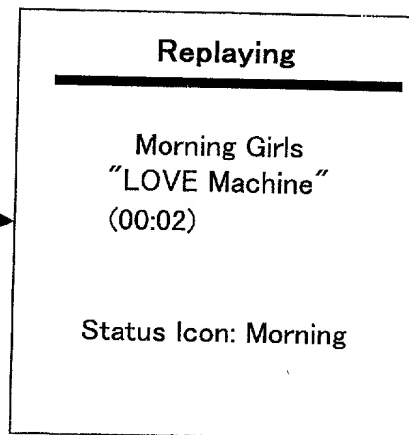 Replaying
Morning Girls
"LOVE Machine"
(00:02)
Status Icon: Morning